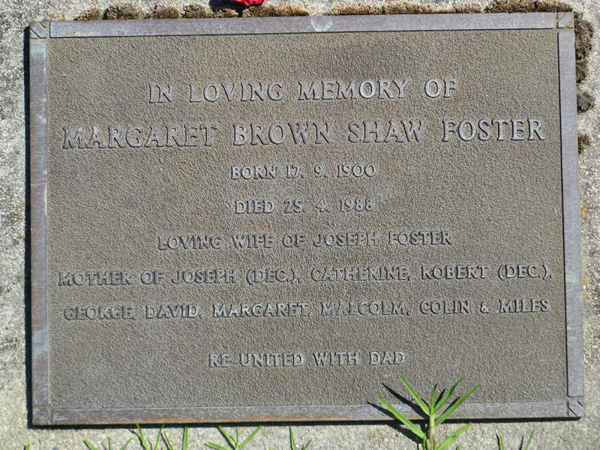 IN LOVING MEMORY OF
MARGARET BROWN SHAW FOSTER
BORN 17. 9. 1900
DIED 25. 4. 1988
LOVING WIFE OF JOSEPH FOSTER
MOTHER OF JOSEPH (DEC.), CATHERINE, ROBERT (DEC.),
GEORGE, DAVID, MARGARET, MALCOLM, COLIN & MILES
RE-UNITED WITH DAD